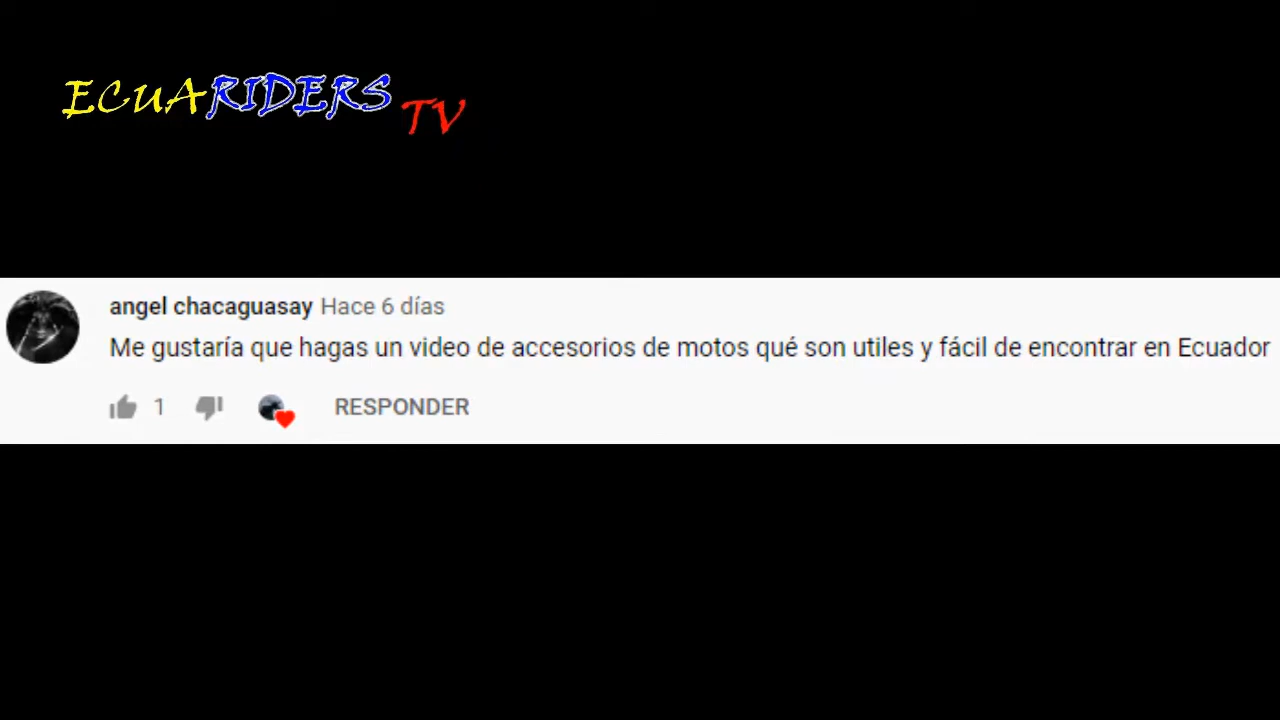 ECUARIDERS TV
angel chacaguasay Hace 6 días
Me gustaría que hagas un video de accesorios de motos qué son utiles y fácil de encontrar en Ecuador
1 RESPONDER